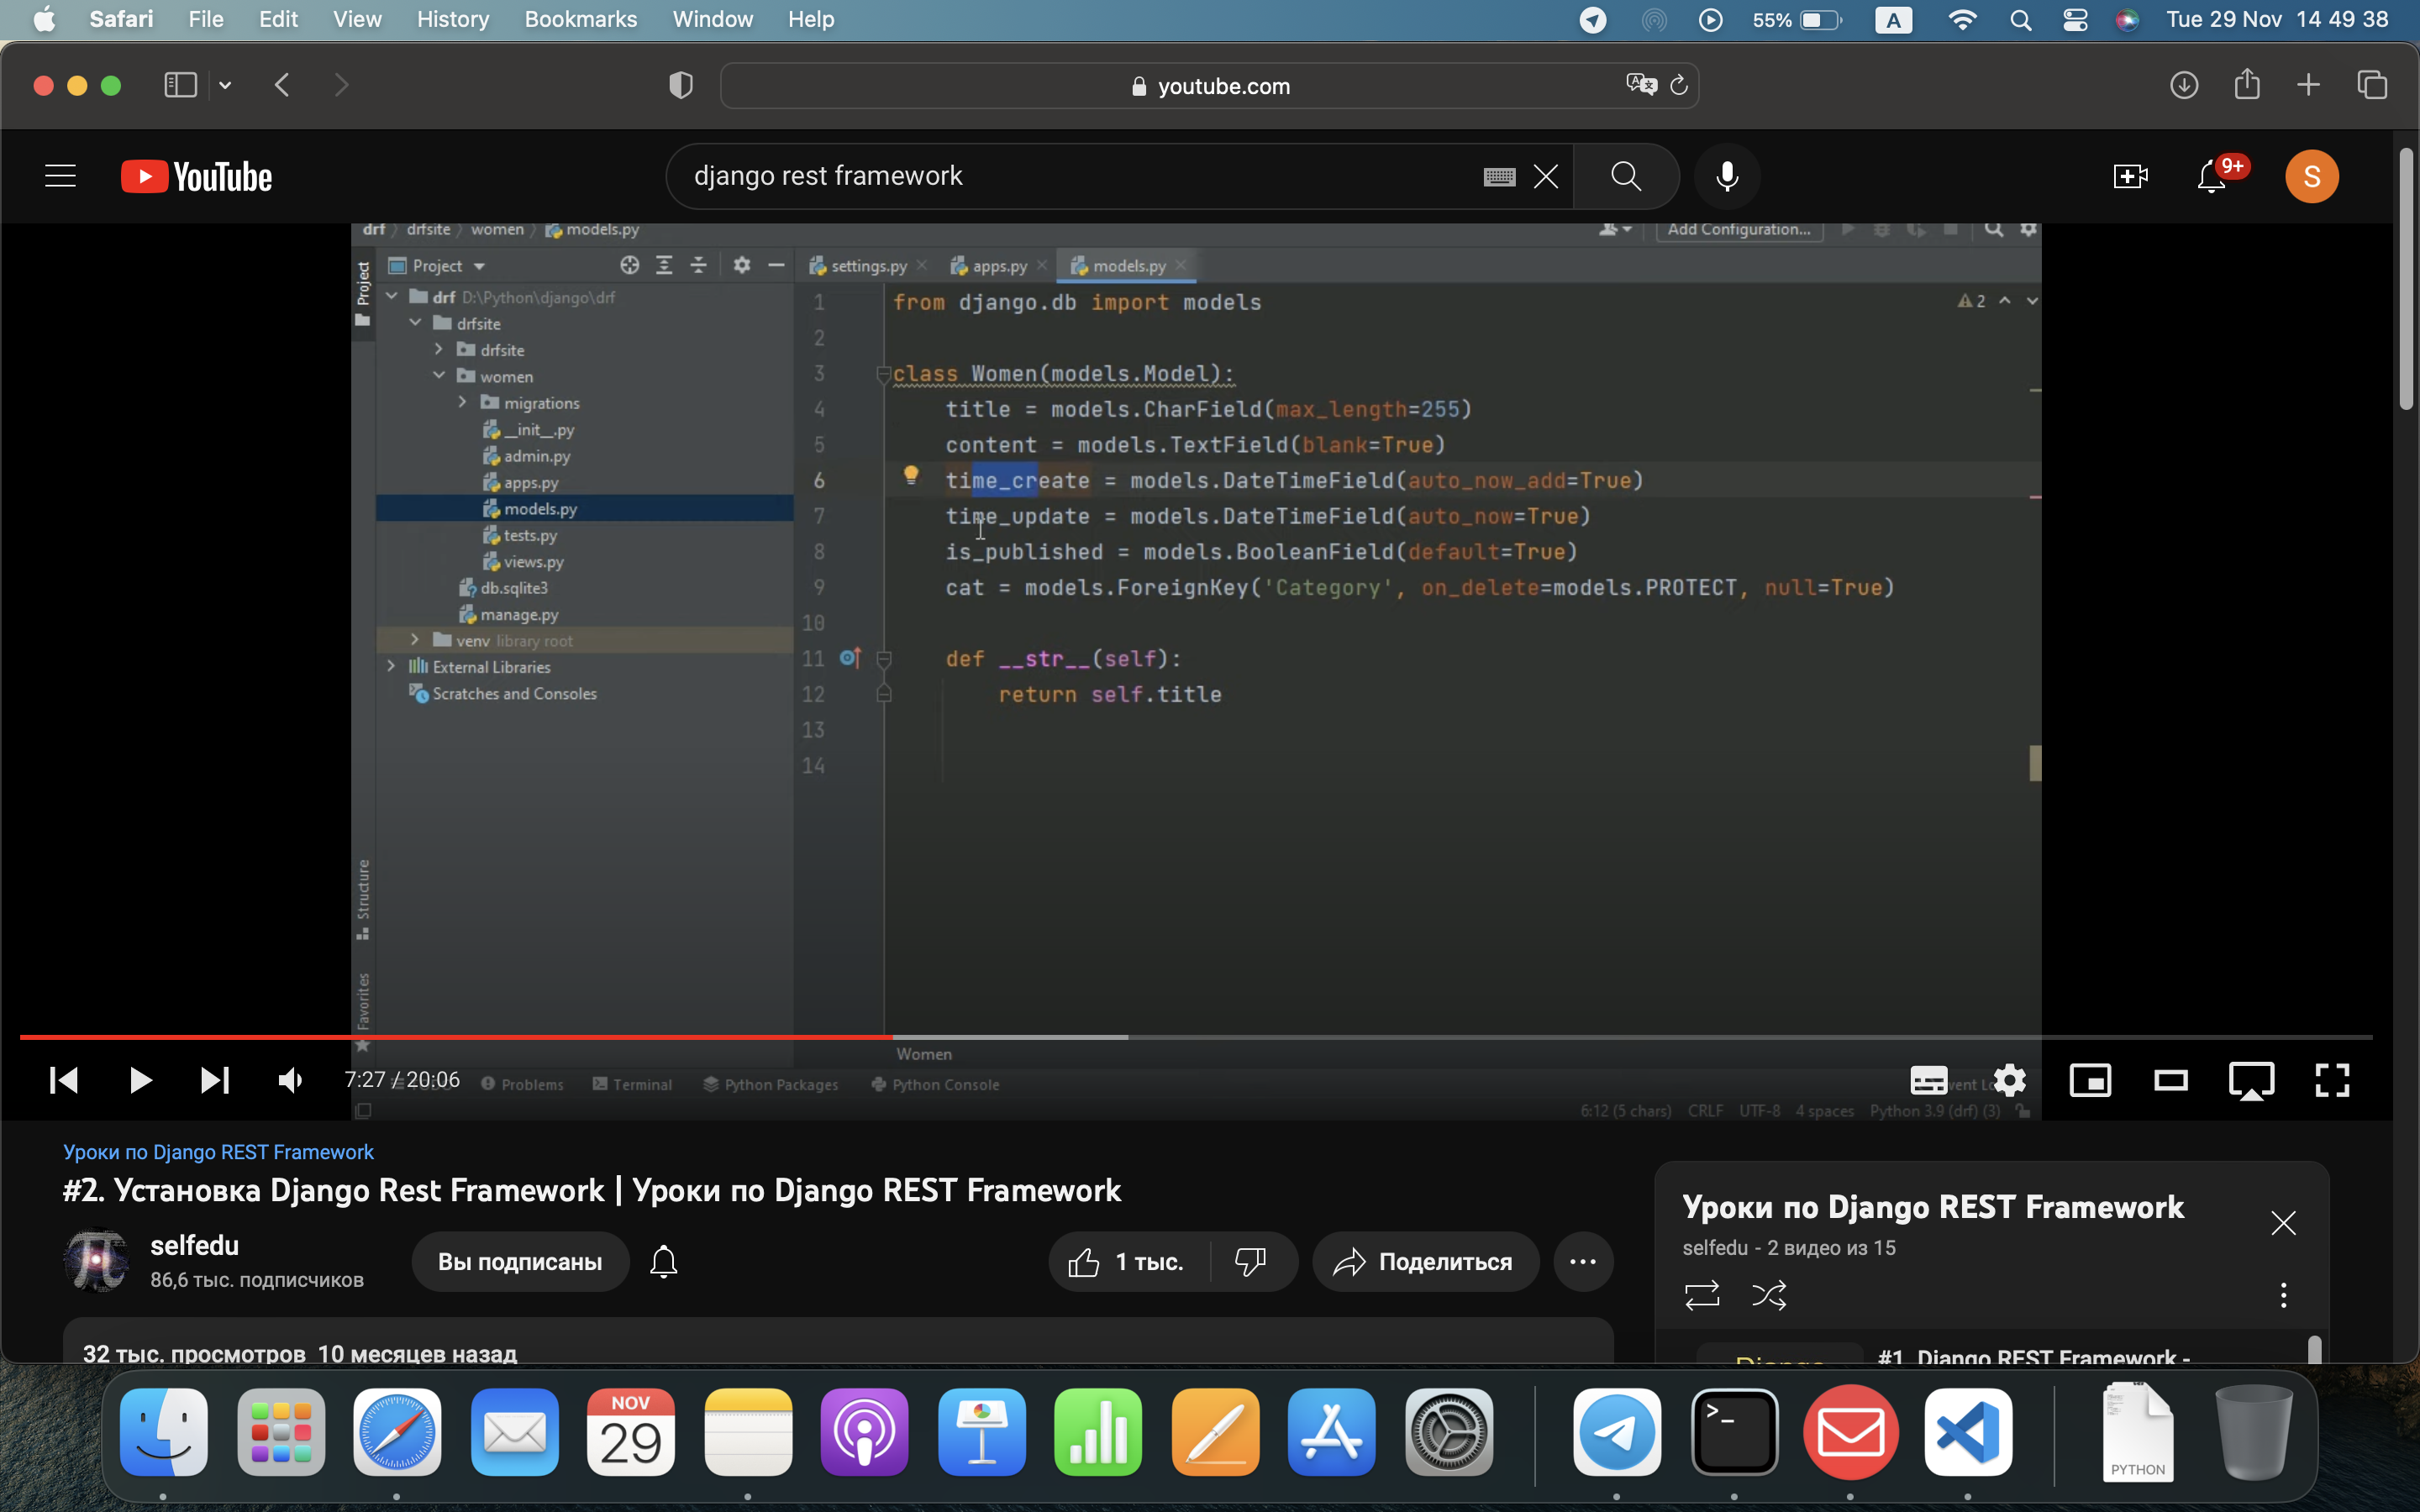 Safari File Edit View History Bookmarks Window Help 55% A Tue 29 Nov 14 49 38
youtube.com
YouTube django rest framework 9+ S
drf drfsite women models.py Add Configuration...
Project settings.py apps.py models.py
Project
drf D:\Python\django\drf
drfsite
drfsite
women
migrations
__init__.py
admin.py
apps.py
models.py
tests.py
views.py
db.sqlite3
manage.py
venv library root
External Libraries
Scratches and Consoles
Structure
Favorites
1 from django.db import models 2
2
3 class Women(models.Model):
4 title = models.CharField(max_length=255)
5 content = models.TextField(blank=True)
6 time_create = models.DateTimeField(auto_now_add=True)
7 time_update = models.DateTimeField(auto_now=True)
8 is_published = models.BooleanField(default=True)
9 cat = models.ForeignKey('Category', on_delete=models.PROTECT, null=True)
10
11 def __str__(self):
12 return self.title
13
14
Women
7:27 / 20:06 Problems Terminal Python Packages Python Console
6:12 (5 chars) CRLF UTF-8 4 spaces Python 3.9 (drf) (3)
Уроки по Django REST Framework
#2. Установка Django Rest Framework | Уроки по Django REST Framework
selfedu
86,6 тыс. подписчиков
Вы подписаны
1 тыс. Поделиться
32 тыс. просмотров 10 месяцев назад
Уроки по Django REST Framework
selfedu - 2 видео из 15
Django #1. Django REST Framework -
NOV
29
>_
PYTHON